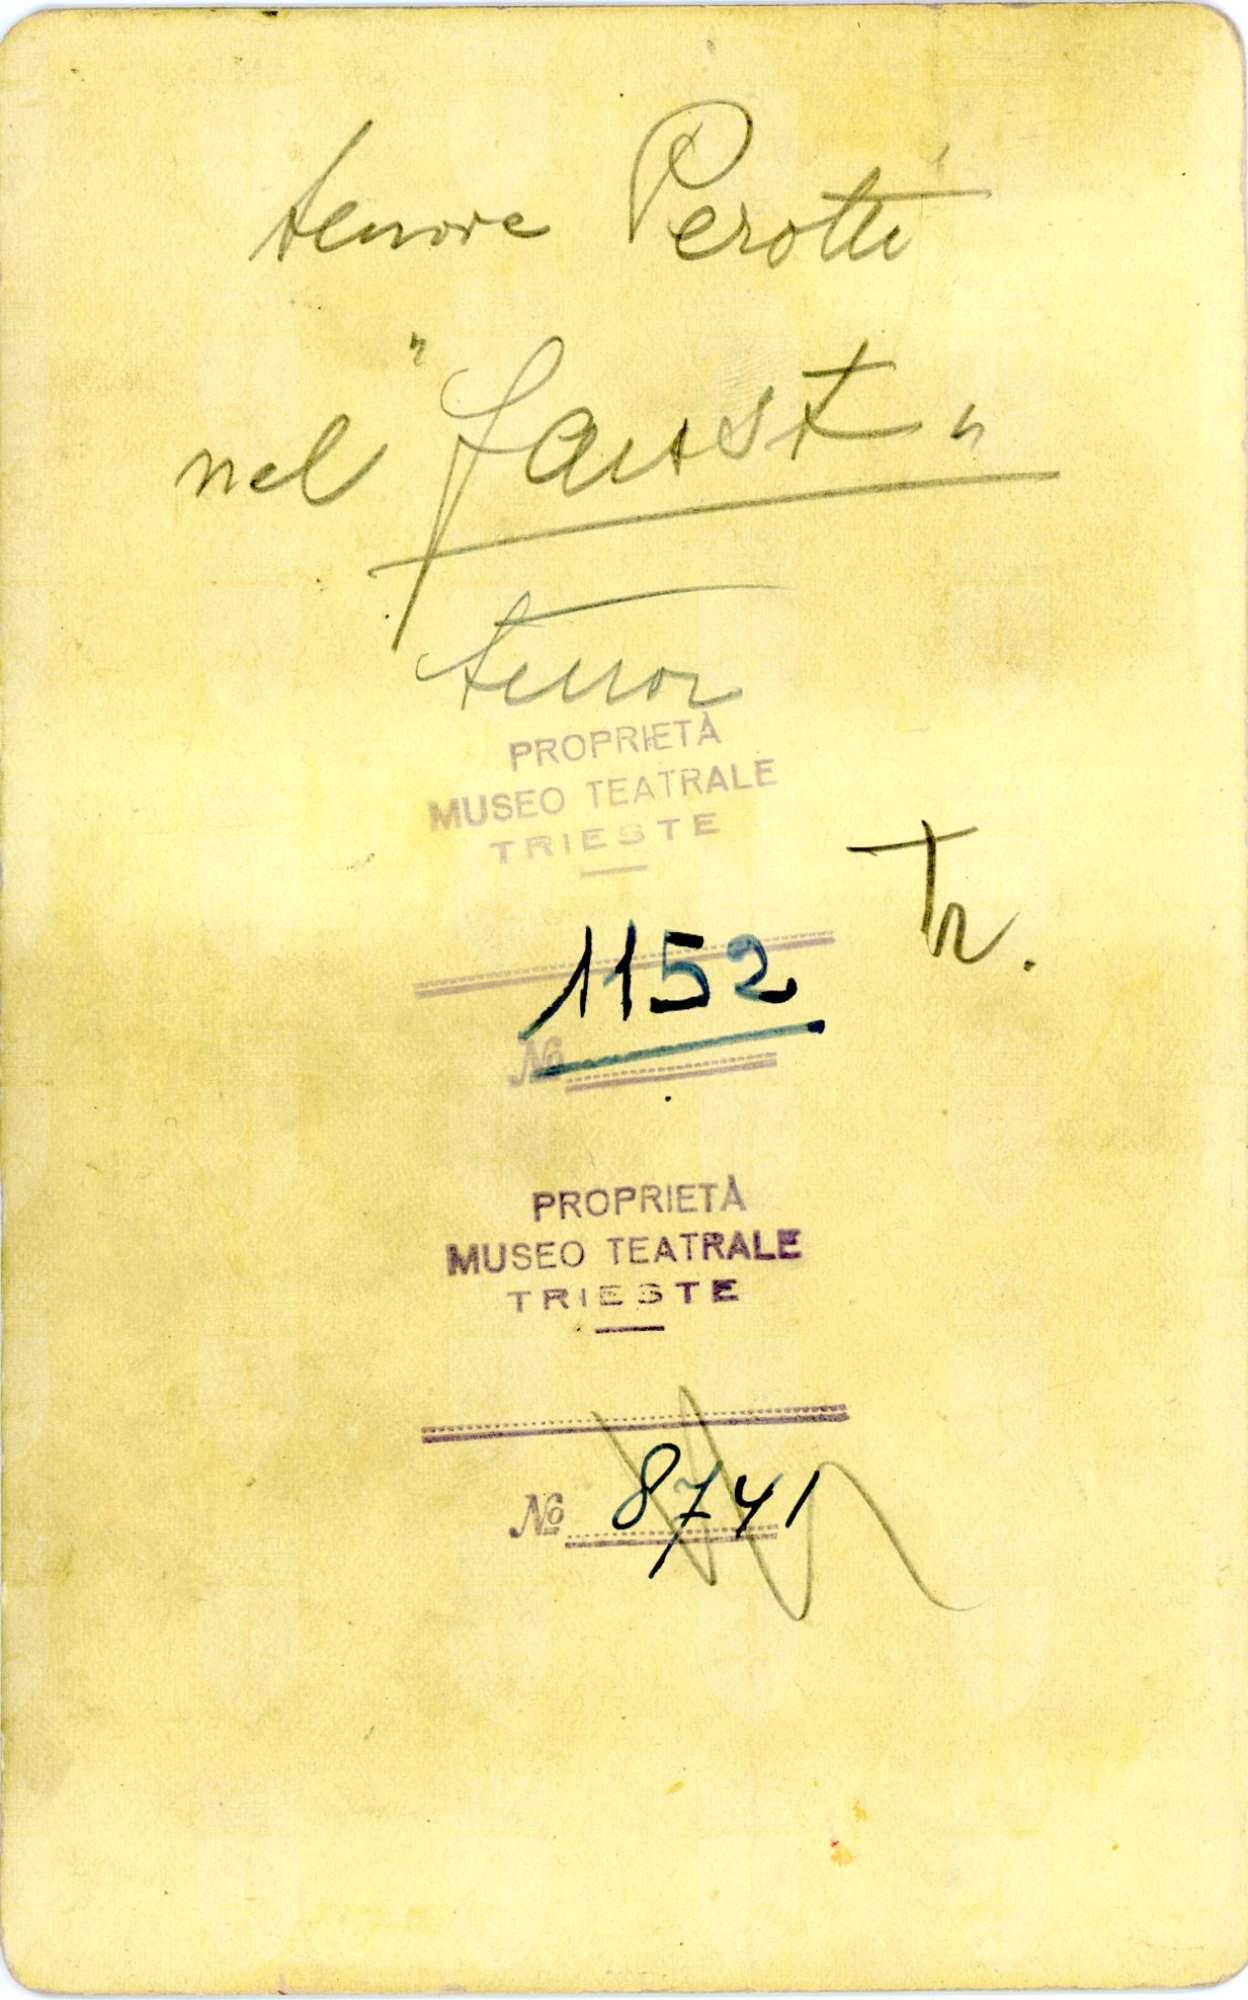 tenore Perotti
nel "Faust"
tenor
PROPRIETÀ
MUSEO TEATRALE
TRIESTE
Tr.
1152
No
PROPRIETÀ
MUSEO TEATRALE
TRIESTE
No 8741